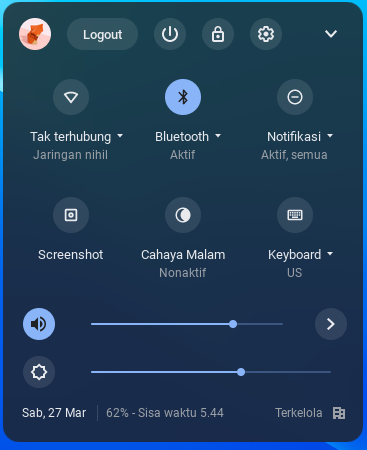 Logout
Tak terhubung
Jaringan nihil
Bluetooth
Aktif
Notifikasi
Aktif, semua
Screenshot
Cahaya Malam
Nonaktif
Keyboard
US
Sab, 27 Mar
62% - Sisa waktu 5.44
Terkelola